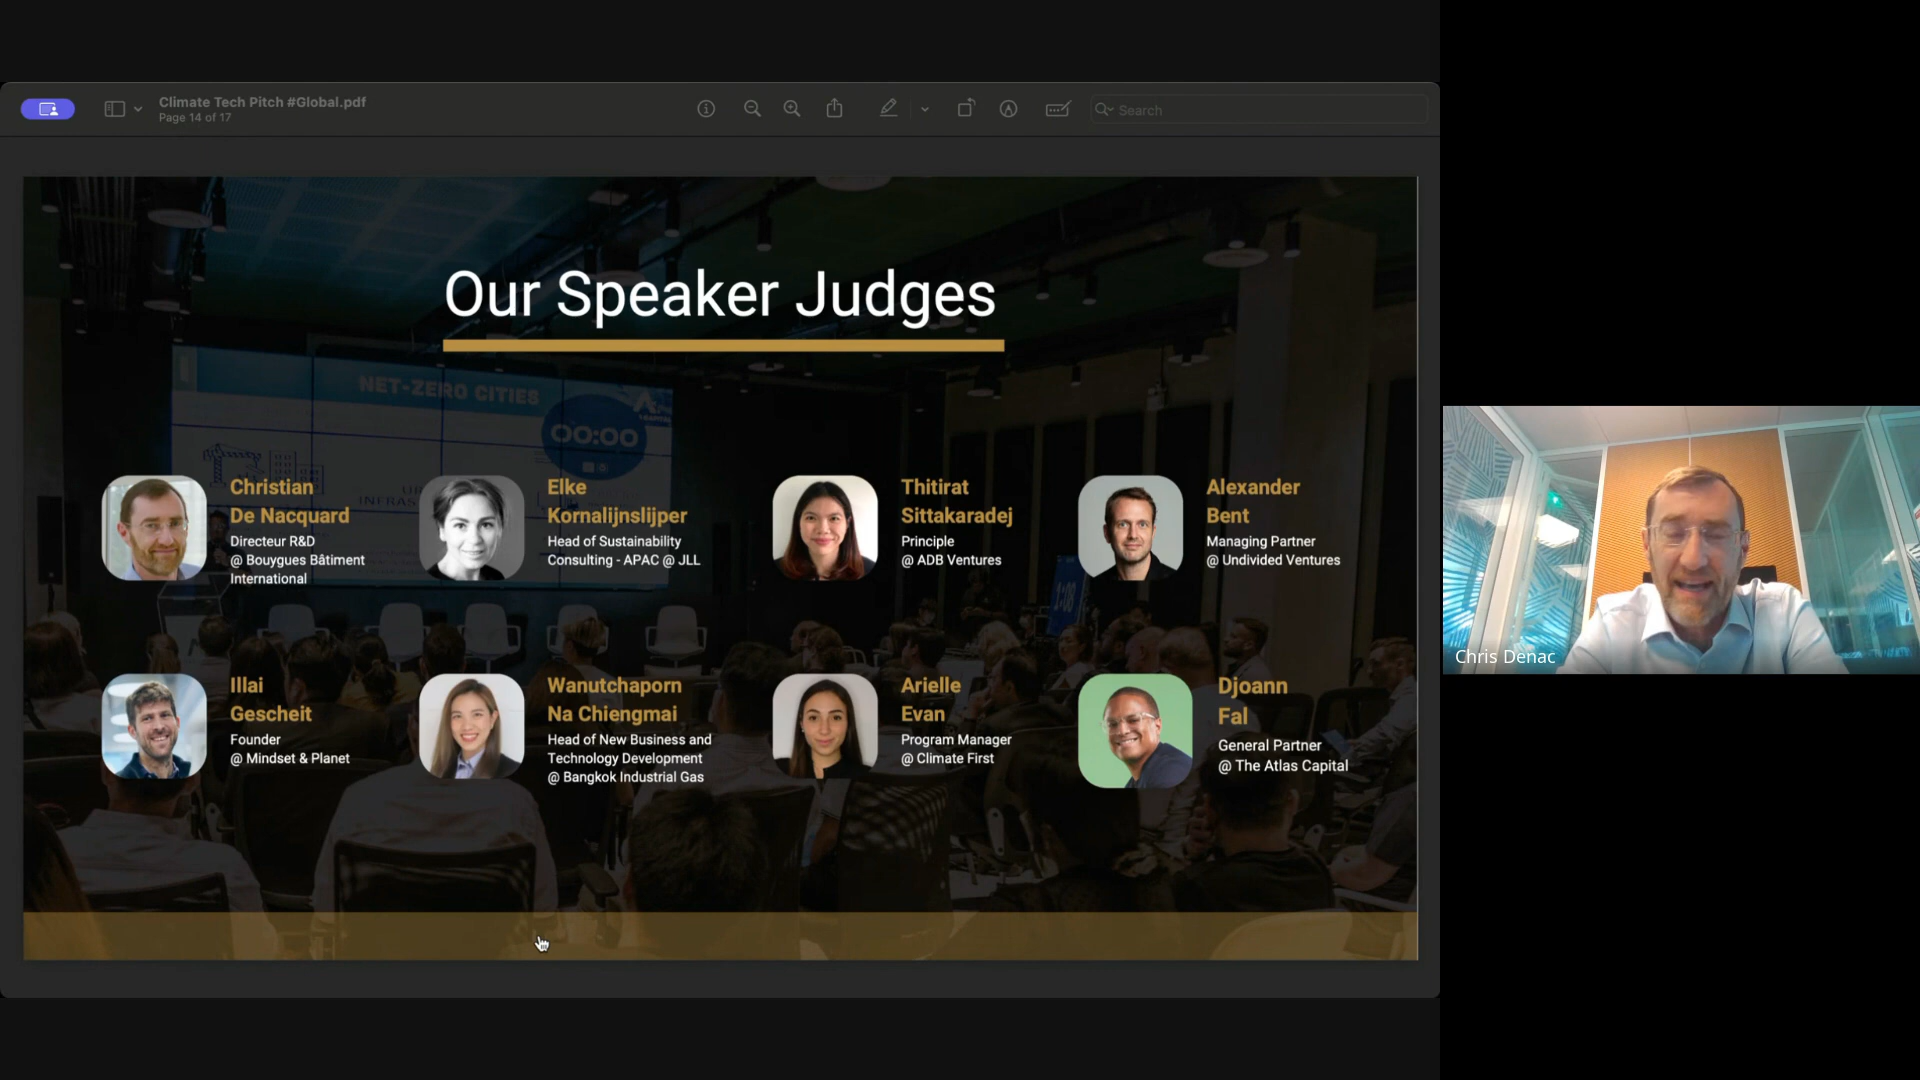 Climate Tech Pitch #Global.pdf
Page 14 of 17
Search
Our Speaker Judges
NET-ZERO CITIES
00:00
Christian
De Nacquard
Directeur R&D
@ Bouygues Bâtiment
International
Elke
Kornalijnslijper
Head of Sustainability
Consulting - APAC @ JLL
Thitirat
Sittakaradej
Principle
@ ADB Ventures
Alexander
Bent
Managing Partner
@ Undivided Ventures
1:08
Illai
Gescheit
Founder
@ Mindset & Planet
Wanutchaporn
Na Chiengmai
Head of New Business and
Technology Development
@ Bangkok Industrial Gas
Arielle
Evan
Program Manager
@ Climate First
Djoann
Fal
General Partner
@ The Atlas Capital
Chris Denac